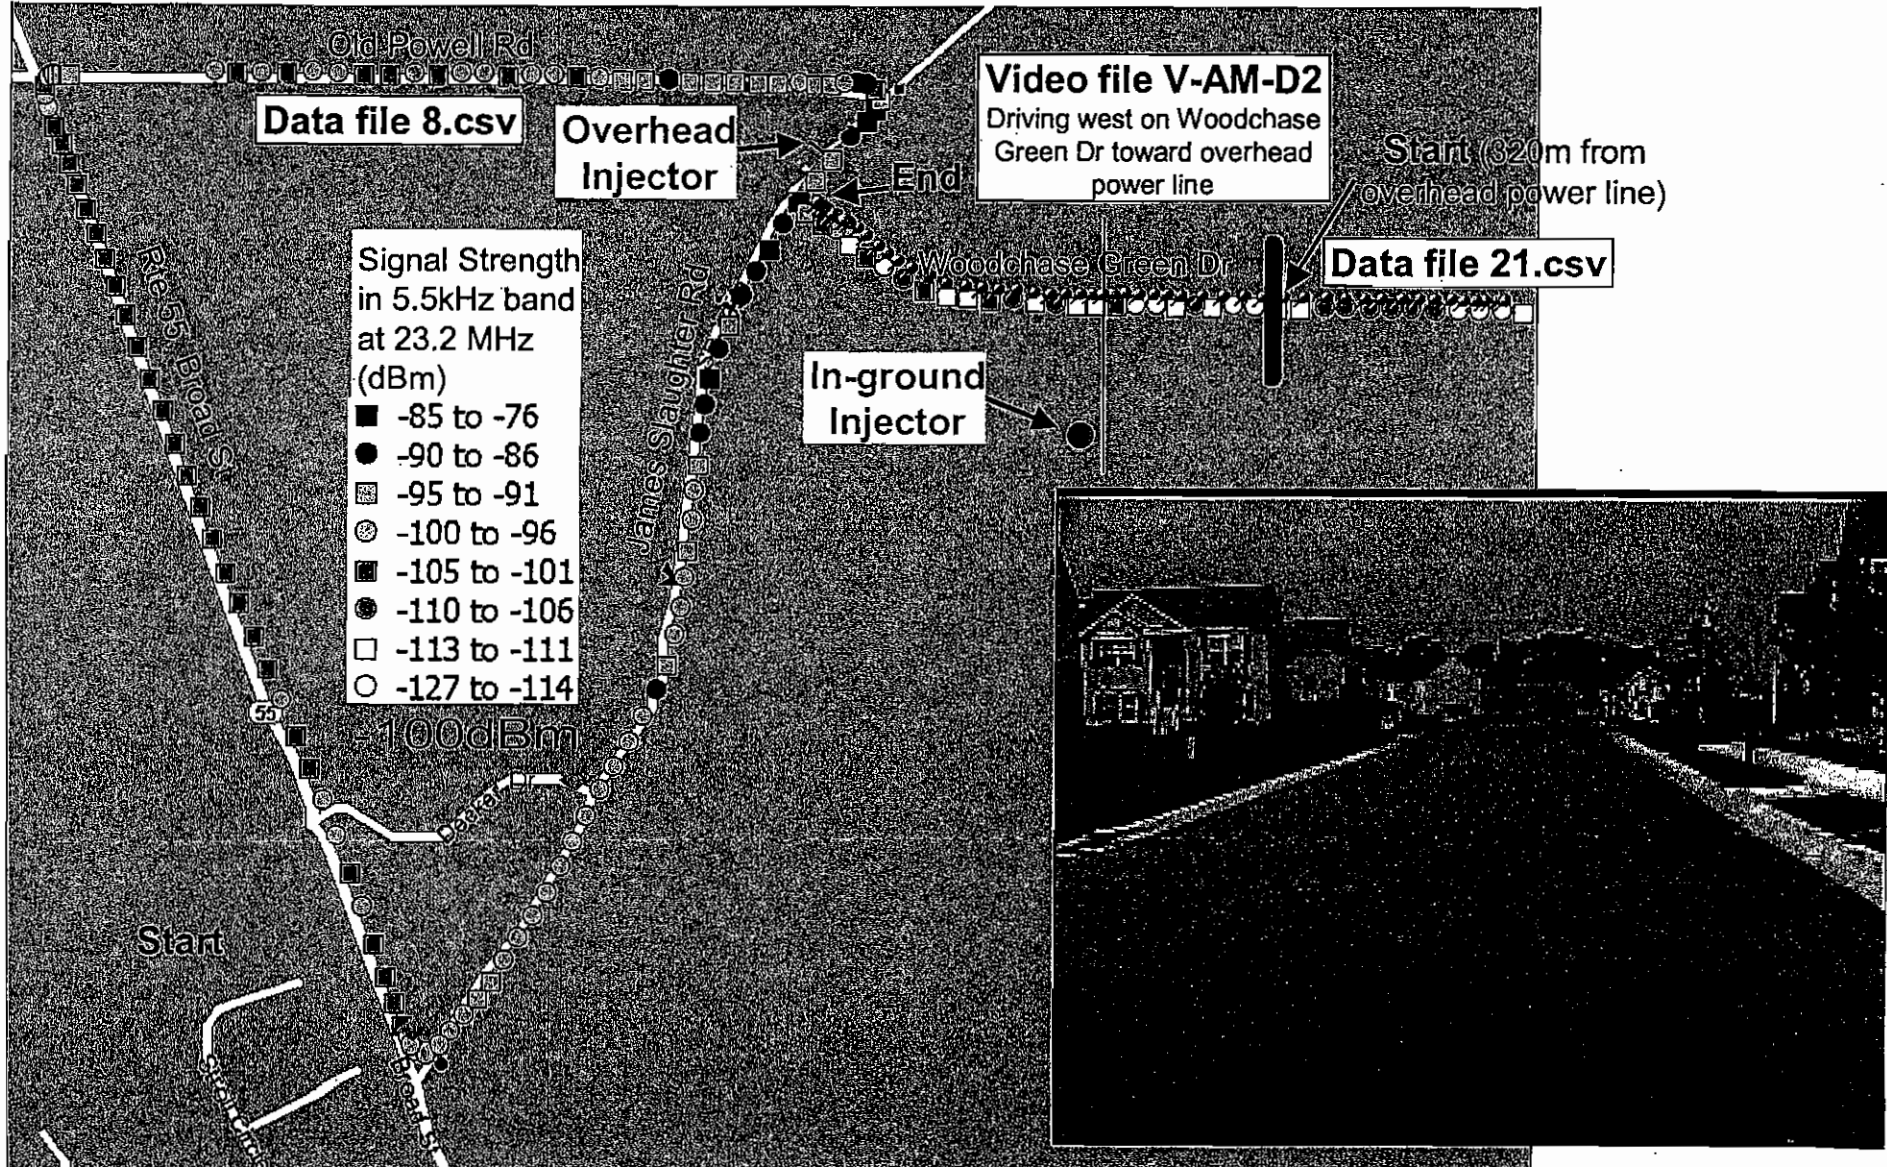 Old Powell Rd
Data file 8.csv
Overhead
Injector
Video file V-AM-D2
Driving west on Woodchase
Green Dr toward overhead
power line
Start (320m from
overhead power line)
End
Woodchase Green Dr
Data file 21.csv
Rte 55 Broad St
Signal Strength
in 5.5kHz band
at 23.2 MHz
(dBm)
-85 to -76
-90 to -86
-95 to -91
-100 to -96
-105 to -101
-110 to -106
-113 to -111
-127 to -114
James Slaughter Rd
In-ground
Injector
55
-100dBm
Dr
Start
Broad St